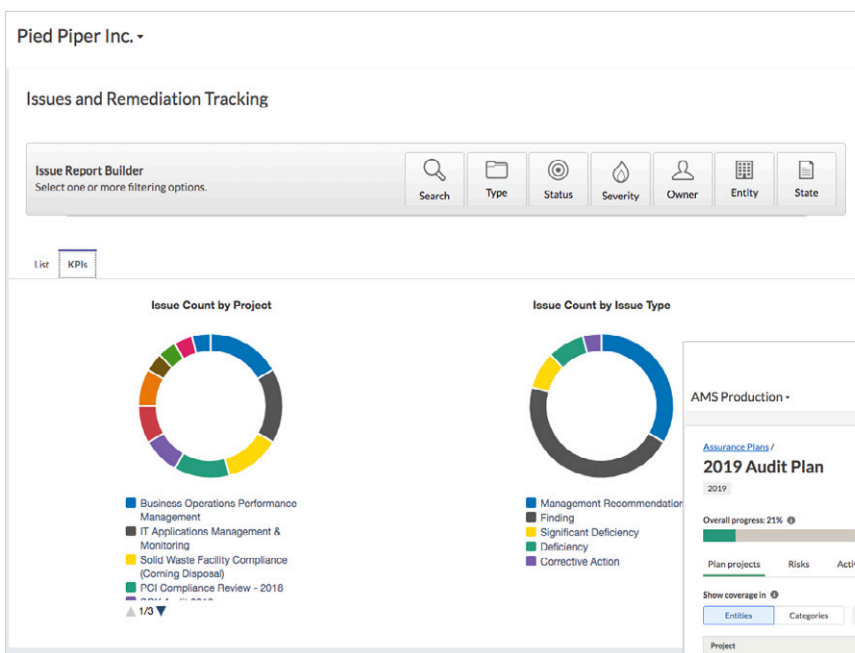 Pied Piper Inc.
Issues and Remediation Tracking
Issue Report Builder
Select one or more filtering options.
Search
Type
Status
Severity
Owner
Entity
State
List
KPIs
Issue Count by Project
Business Operations Performance
Management
IT Applications Management &
Monitoring
Solid Waste Facility Compliance
(Corning Disposal)
PCI Compliance Review - 2018
1/3
Issue Count by Issue Type
Management Recommendation
Finding
Significant Deficiency
Deficiency
Corrective Action
AMS Production
Assurance Plans /
2019 Audit Plan
2019
Overall progress: 21%
Plan projects
Risks
Show coverage in
Entities
Categories
Project